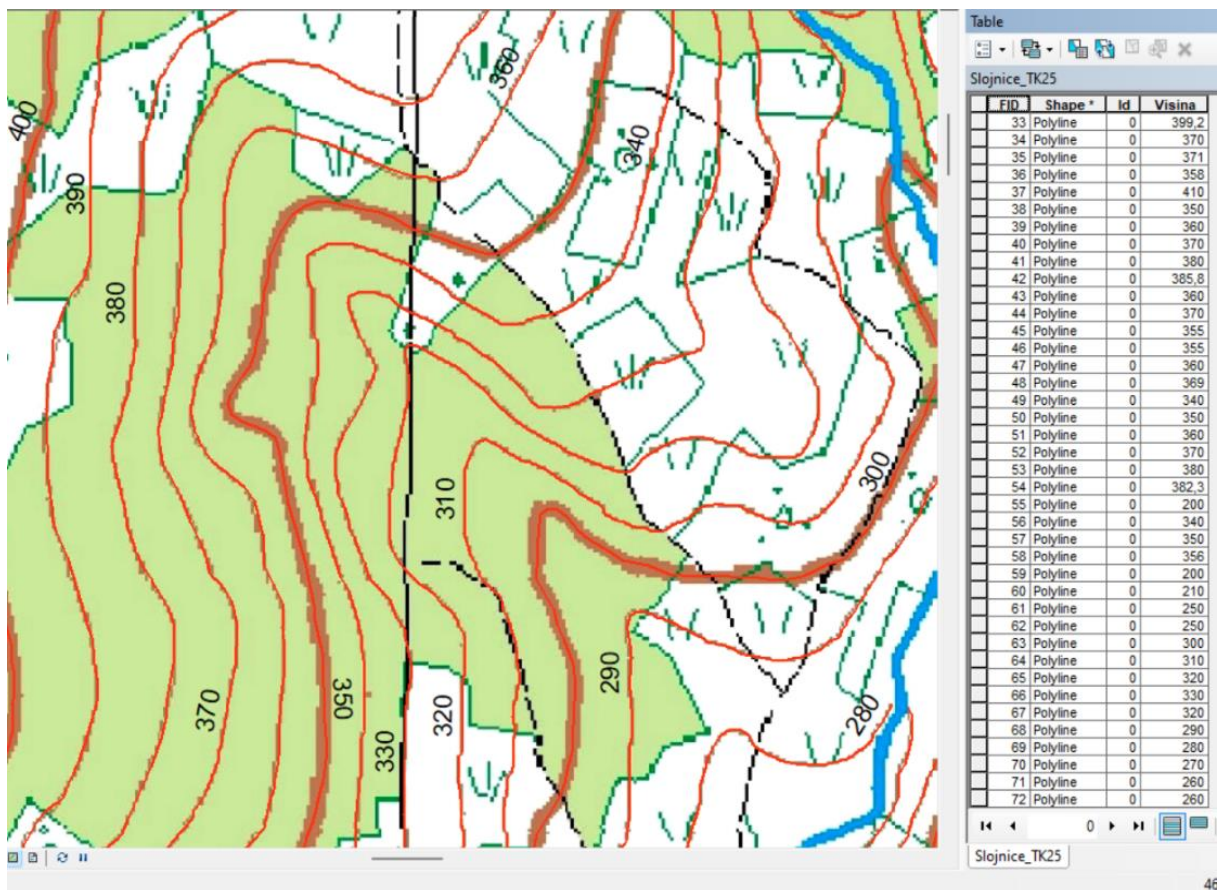 400
390
380
370
360
340
350
330
320
310
300
290
280
Table
Slojnice_TK25
FID Shape * Id Visina
33 Polyline 0 399,2
34 Polyline 0 370
35 Polyline 0 371
36 Polyline 0 358
37 Polyline 0 410
38 Polyline 0 350
39 Polyline 0 360
40 Polyline 0 370
41 Polyline 0 380
42 Polyline 0 385,8
43 Polyline 0 360
44 Polyline 0 370
45 Polyline 0 355
46 Polyline 0 355
47 Polyline 0 360
48 Polyline 0 369
49 Polyline 0 340
50 Polyline 0 350
51 Polyline 0 360
52 Polyline 0 370
53 Polyline 0 380
54 Polyline 0 382,3
55 Polyline 0 200
56 Polyline 0 340
57 Polyline 0 350
58 Polyline 0 356
59 Polyline 0 200
60 Polyline 0 210
61 Polyline 0 250
62 Polyline 0 250
63 Polyline 0 300
64 Polyline 0 310
65 Polyline 0 320
66 Polyline 0 330
67 Polyline 0 320
68 Polyline 0 290
69 Polyline 0 280
70 Polyline 0 270
71 Polyline 0 260
72 Polyline 0 260
0
Slojnice_TK25
46